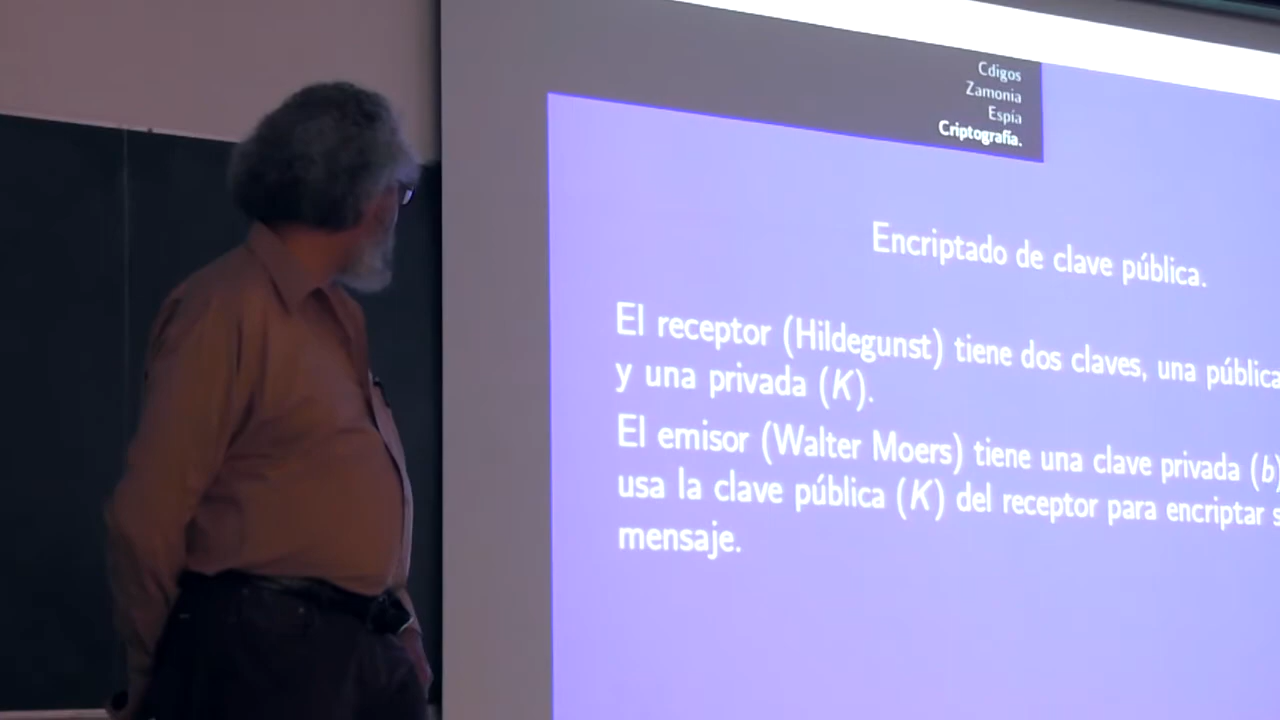 Cdigos
Zamonia
Espía
Criptografía.
Encriptado de clave pública.
El receptor (Hildegunst) tiene dos claves, una pública
y una privada (K).
El emisor (Walter Moers) tiene una clave privada (b)
usa la clave pública (K) del receptor para encriptar s
mensaje.